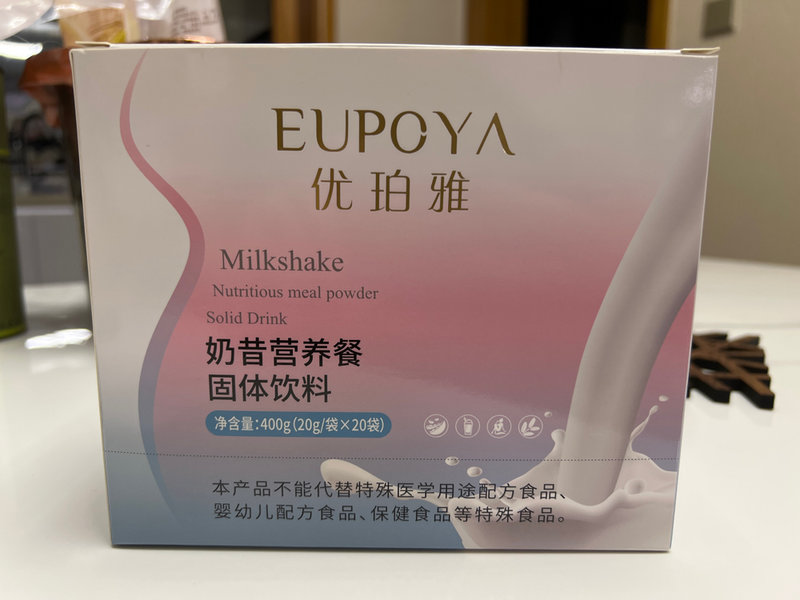 EUPOYA
优珀雅
Milkshake
Nutritious meal powder
Solid Drink
奶昔营养餐
固体饮料
净含量:400g(20g/袋×20袋)
本产品不能代替特殊医学用途配方食品、
婴幼儿配方食品、保健食品等特殊食品。